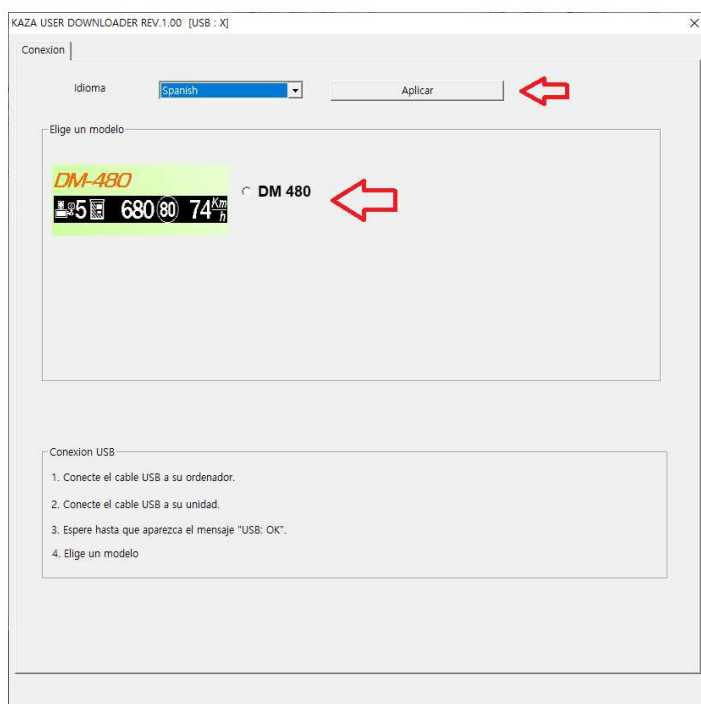 KAZA USER DOWNLOADER REV.1.00 [USB : X]
Conexion
Idioma
Spanish
Aplicar
Elige un modelo
DM-480
5 680 80 74 Km/h
DM 480
Conexion USB
1. Conecte el cable USB a su ordenador.
2. Conecte el cable USB a su unidad.
3. Espere hasta que aparezca el mensaje "USB: OK".
4. Elige un modelo